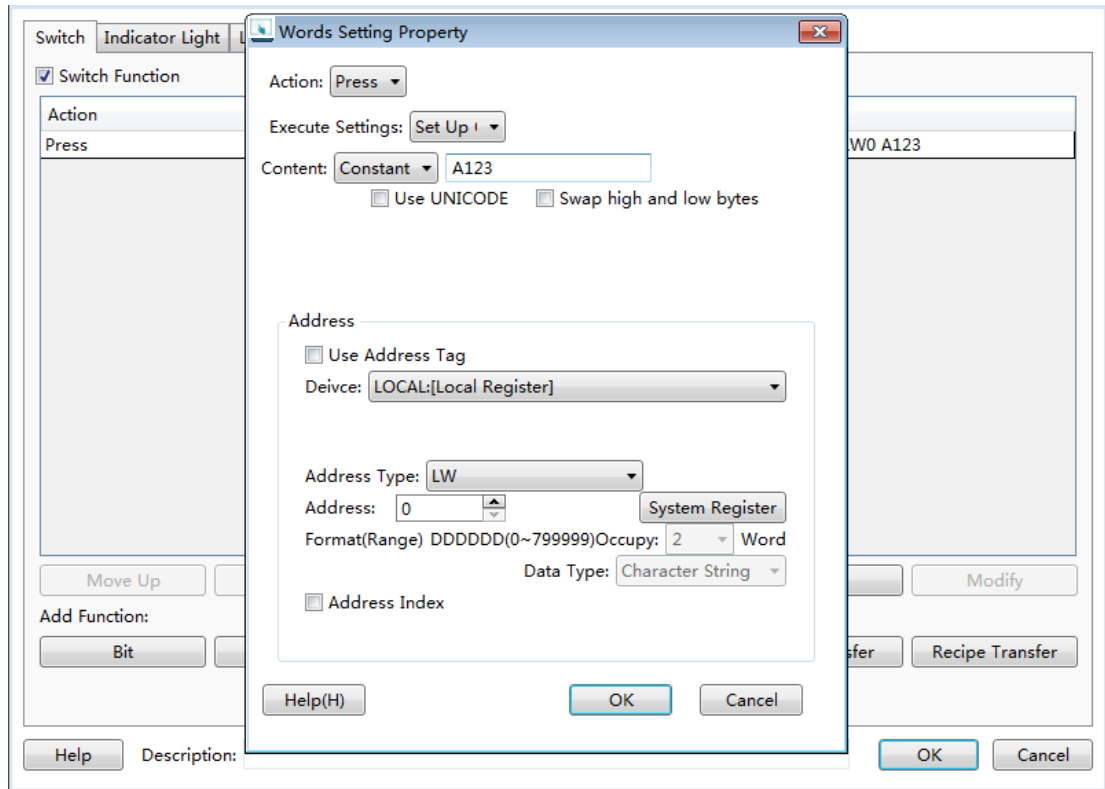 Switch Indicator Light
Words Setting Property
Switch Function
Action: Press
Action
Execute Settings: Set Up
Press
LW0 A123
Content: Constant A123
Use UNICODE Swap high and low bytes
Address
Use Address Tag
Deivce: LOCAL:[Local Register]
Address Type: LW
Address: 0 System Register
Format(Range) DDDDDD(0~799999)Occupy: 2 Word
Move Up
Data Type: Character String
Modify
Address Index
Add Function:
Bit
sfer Recipe Transfer
Help(H) OK Cancel
Help Description: OK Cancel